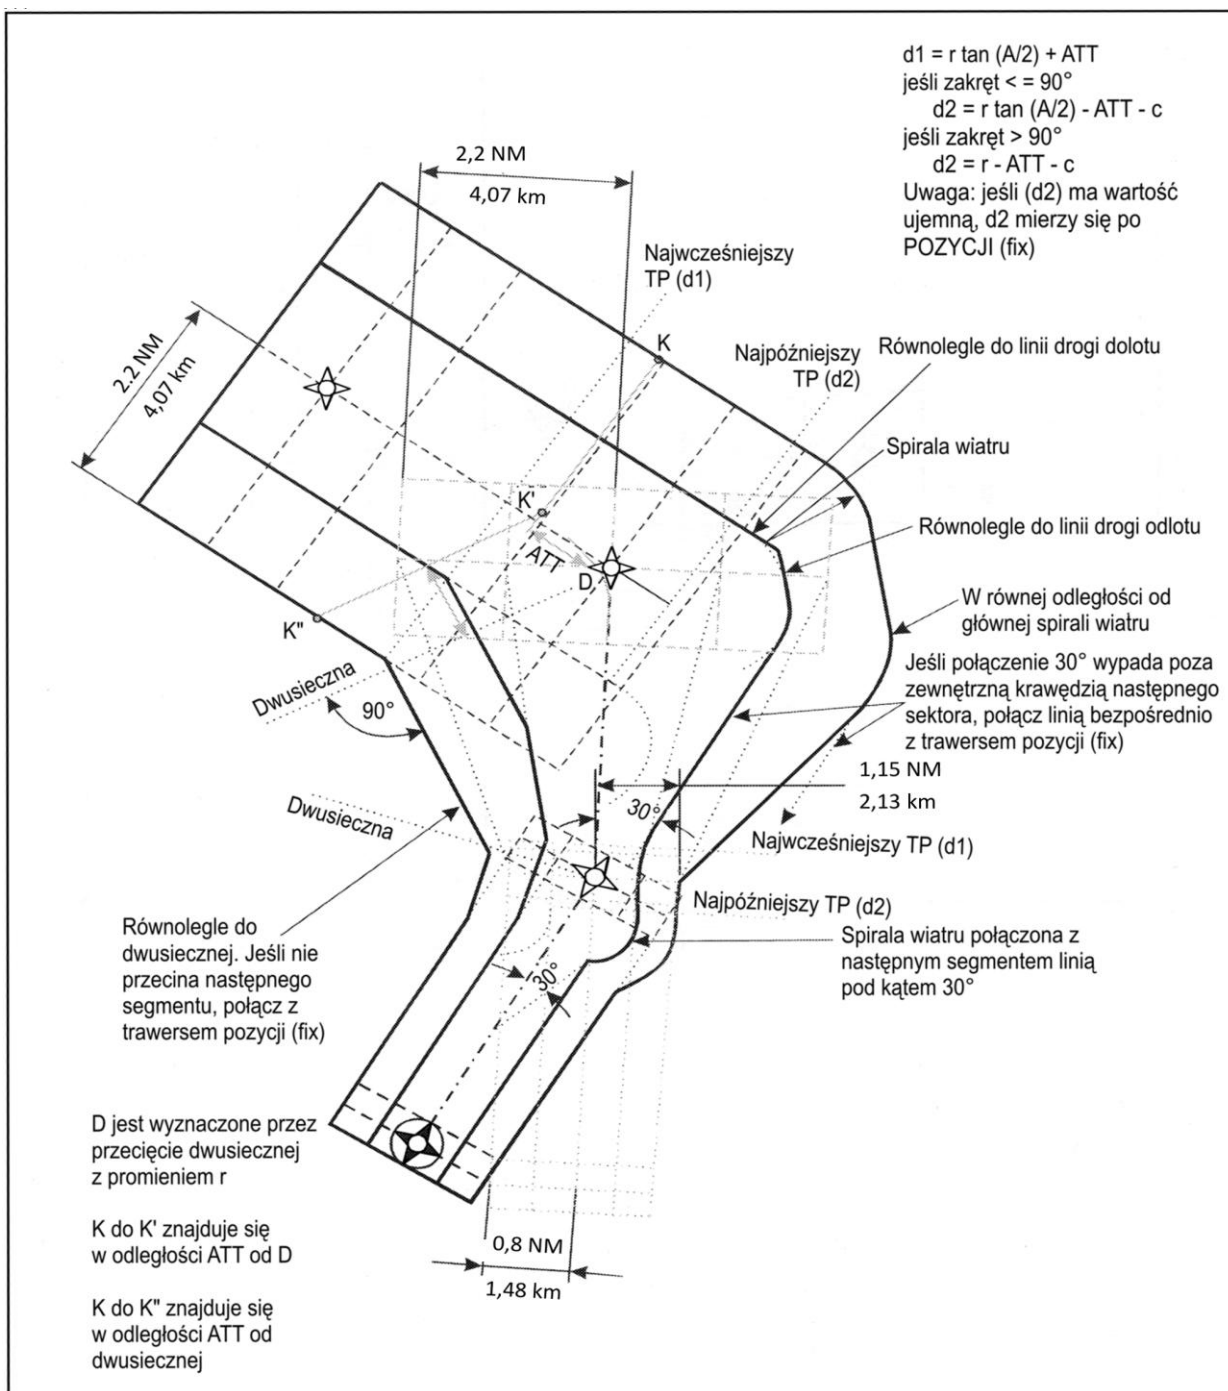 d1 = r tan (A/2) + ATT
jeśli zakręt < = 90°
d2 = r tan (A/2) - ATT - c
jeśli zakręt > 90°
d2 = r - ATT - c
Uwaga: jeśli (d2) ma wartość
ujemną, d2 mierzy się po
POZYCJI (fix)
2,2 NM
4,07 km
Najwcześniejszy
TP (d1)
2.2 NM
4,07 km
K
Najpóźniejszy
TP (d2)
Równolegle do linii drogi dolotu
Spirala wiatru
K'
ATT
D
Równolegle do linii drogi odlotu
K"
W równej odległości od
głównej spirali wiatru
Dwusieczna
90°
Jeśli połączenie 30° wypada poza
zewnętrzną krawędzią następnego
sektora, połącz linią bezpośrednio
z trawersem pozycji (fix)
1,15 NM
2,13 km
30°
Dwusieczna
Najwcześniejszy TP (d1)
Najpóźniejszy TP (d2)
Równolegle do
dwusiecznej. Jeśli nie
przecina następnego
segmentu, połącz z
trawersem pozycji (fix)
Spirala wiatru połączona z
następnym segmentem linią
pod kątem 30°
30°
D jest wyznaczone przez
przecięcie dwusiecznej
z promieniem r
K do K' znajduje się
w odległości ATT od D
K do K" znajduje się
w odległości ATT od
dwusiecznej
0,8 NM
1,48 km